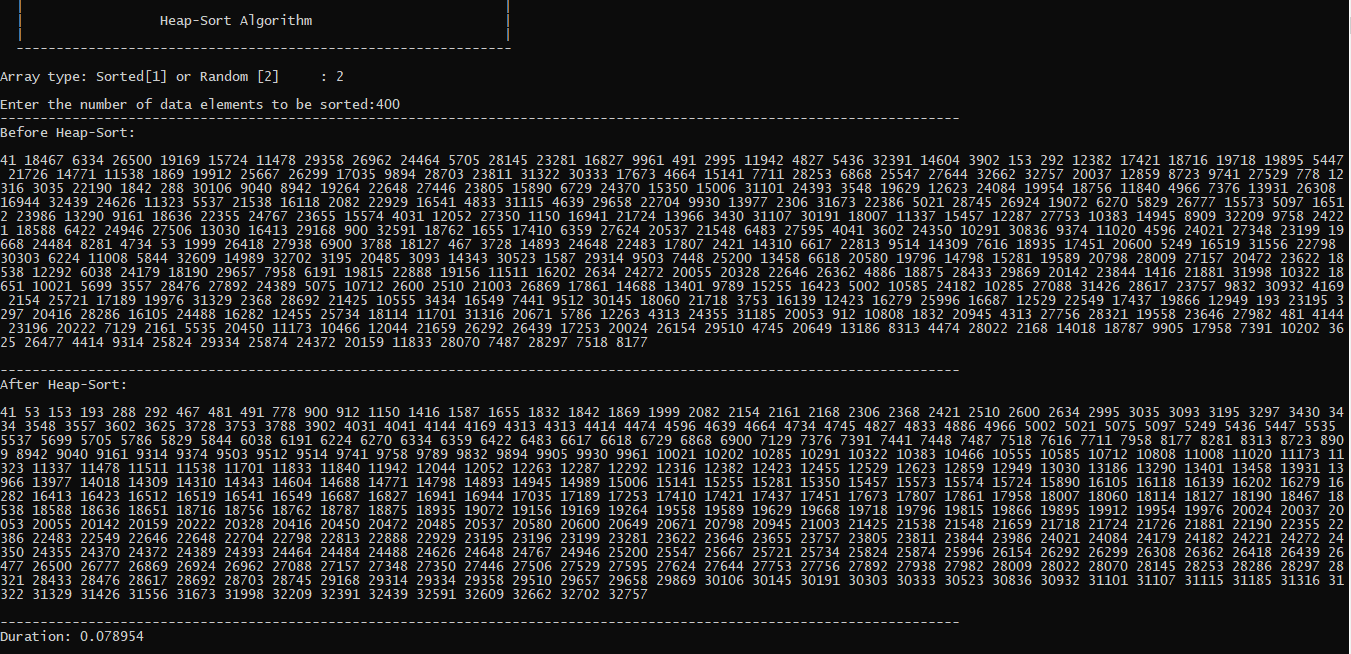 Heap-Sort Algorithm
------------------------------------------------------------------
Array type: Sorted[1] or Random [2]     : 2
Enter the number of data elements to be sorted:400
------------------------------------------------------------------------------------------------------------------------
Before Heap-Sort:
41 18467 6334 26500 19169 15724 11478 29358 26962 24464 5705 28145 23281 16827 9961 491 2995 11942 4827 5436 32391 14604 3902 153 292 12382 17421 18716 19718 19895 5447
 21726 14771 11538 1869 19912 25667 26299 17035 9894 28703 23811 31322 30333 17673 4664 15141 7711 28253 6868 25547 27644 32662 32757 20037 12859 8723 9741 27529 778 12
316 3035 22190 1842 288 30106 9040 8942 19264 22648 27446 23805 15890 6729 24370 15350 15006 31101 24393 3548 19629 12623 24084 19954 18756 11840 4966 7376 13931 26308
16944 32439 24626 11323 5537 21538 16118 2082 22929 16541 4833 31115 4639 29658 22704 9930 13977 2306 31673 22386 5021 28745 26924 19072 6270 5829 26777 15573 5097 1651
2 23986 13290 9161 18636 22355 24767 23655 15574 4031 12052 27350 1150 16941 21724 13966 3430 31107 30191 18007 11337 15457 12287 27753 10383 14945 8909 32209 9758 2422
1 18588 6422 24946 27506 13030 16413 29168 900 32591 18762 1655 17410 6359 27624 20537 21548 6483 27595 4041 3602 24350 10291 30836 9374 11020 4596 24021 27348 23199 19
668 24484 8281 4734 53 1999 26418 27938 6900 3788 18127 467 3728 14893 24648 22483 17807 2421 14310 6617 22813 9514 14309 7616 18935 17451 20600 5249 16519 31556 22798
30303 6224 11008 5844 32609 14989 32702 3195 20485 3093 14343 30523 1587 29314 9503 7448 25200 13458 6618 20580 19796 14798 15281 19589 20798 28009 27157 20472 23622 18
538 12292 6038 24179 18190 29657 7958 6191 19815 22888 19156 11511 16202 2634 24272 20055 20328 22646 26362 4886 18875 28433 29869 20142 23844 1416 21881 31998 10322 18
651 10021 5699 3557 28476 27892 24389 5075 10712 2600 2510 21003 26869 17861 14688 13401 9789 15255 16423 5002 10585 24182 10285 27088 31426 28617 23757 9832 30932 4169
 2154 25721 17189 19976 31329 2368 28692 21425 10555 3434 16549 7441 9512 30145 18060 21718 3753 16139 12423 16279 25996 16687 12529 22549 17437 19866 12949 193 23195 3
297 20416 28286 16105 24488 16282 12455 25734 18114 11701 31316 20671 5786 12263 4313 24355 31185 20053 912 10808 1832 20945 4313 27756 28321 19558 23646 27982 481 4144
 23196 20222 7129 2161 5535 20450 11173 10466 12044 21659 26292 26439 17253 20024 26154 29510 4745 20649 13186 8313 4474 28022 2168 14018 18787 9905 17958 7391 10202 36
25 26477 4414 9314 25824 29334 25874 24372 20159 11833 28070 7487 28297 7518 8177
------------------------------------------------------------------------------------------------------------------------
After Heap-Sort:
41 53 153 193 288 292 467 481 491 778 900 912 1150 1416 1587 1655 1832 1842 1869 1999 2082 2154 2161 2168 2306 2368 2421 2510 2600 2634 2995 3035 3093 3195 3297 3430 34
34 3548 3557 3602 3625 3728 3753 3788 3902 4031 4041 4144 4169 4313 4313 4414 4474 4596 4639 4664 4734 4745 4827 4833 4886 4966 5002 5021 5075 5097 5249 5436 5447 5535
5537 5699 5705 5786 5829 5844 6038 6191 6224 6270 6334 6359 6422 6483 6617 6618 6729 6868 6900 7129 7376 7391 7441 7448 7487 7518 7616 7711 7958 8177 8281 8313 8723 890
9 8942 9040 9161 9314 9374 9503 9512 9514 9741 9758 9789 9832 9894 9905 9930 9961 10021 10202 10285 10291 10322 10383 10466 10555 10585 10712 10808 11008 11020 11173 11
323 11337 11478 11511 11538 11701 11833 11840 11942 12044 12052 12263 12287 12292 12316 12382 12423 12455 12529 12623 12859 12949 13030 13186 13290 13401 13458 13931 13
966 13977 14018 14309 14310 14343 14604 14688 14771 14798 14893 14945 14989 15006 15141 15255 15281 15350 15457 15573 15574 15724 15890 16105 16118 16139 16202 16279 16
282 16413 16423 16512 16519 16541 16549 16687 16827 16941 16944 17035 17189 17253 17410 17421 17437 17451 17673 17807 17861 17958 18007 18060 18114 18127 18190 18467 18
538 18588 18636 18651 18716 18756 18762 18787 18875 18935 19072 19156 19169 19264 19558 19589 19629 19668 19718 19796 19815 19866 19895 19912 19954 19976 20024 20037 20
053 20055 20142 20159 20222 20328 20416 20450 20472 20485 20537 20580 20600 20649 20671 20798 20945 21003 21425 21538 21548 21659 21718 21724 21726 21881 22190 22355 22
386 22483 22549 22646 22648 22704 22798 22813 22888 22929 23195 23196 23199 23281 23622 23646 23655 23757 23805 23811 23844 23986 24021 24084 24179 24182 24221 24272 24
350 24355 24370 24372 24389 24393 24464 24484 24488 24626 24648 24767 24946 25200 25547 25667 25721 25734 25824 25874 25996 26154 26292 26299 26308 26362 26418 26439 26
477 26500 26777 26869 26924 26962 27088 27157 27348 27350 27446 27506 27529 27595 27624 27644 27753 27756 27892 27938 27982 28009 28022 28070 28145 28253 28286 28297 28
321 28433 28476 28617 28692 28703 28745 29168 29314 29334 29358 29510 29657 29658 29869 30106 30145 30191 30303 30333 30523 30836 30932 31101 31107 31115 31185 31316 31
322 31329 31426 31556 31673 31998 32209 32391 32439 32591 32609 32662 32702 32757
------------------------------------------------------------------------------------------------------------------------
Duration: 0.078954